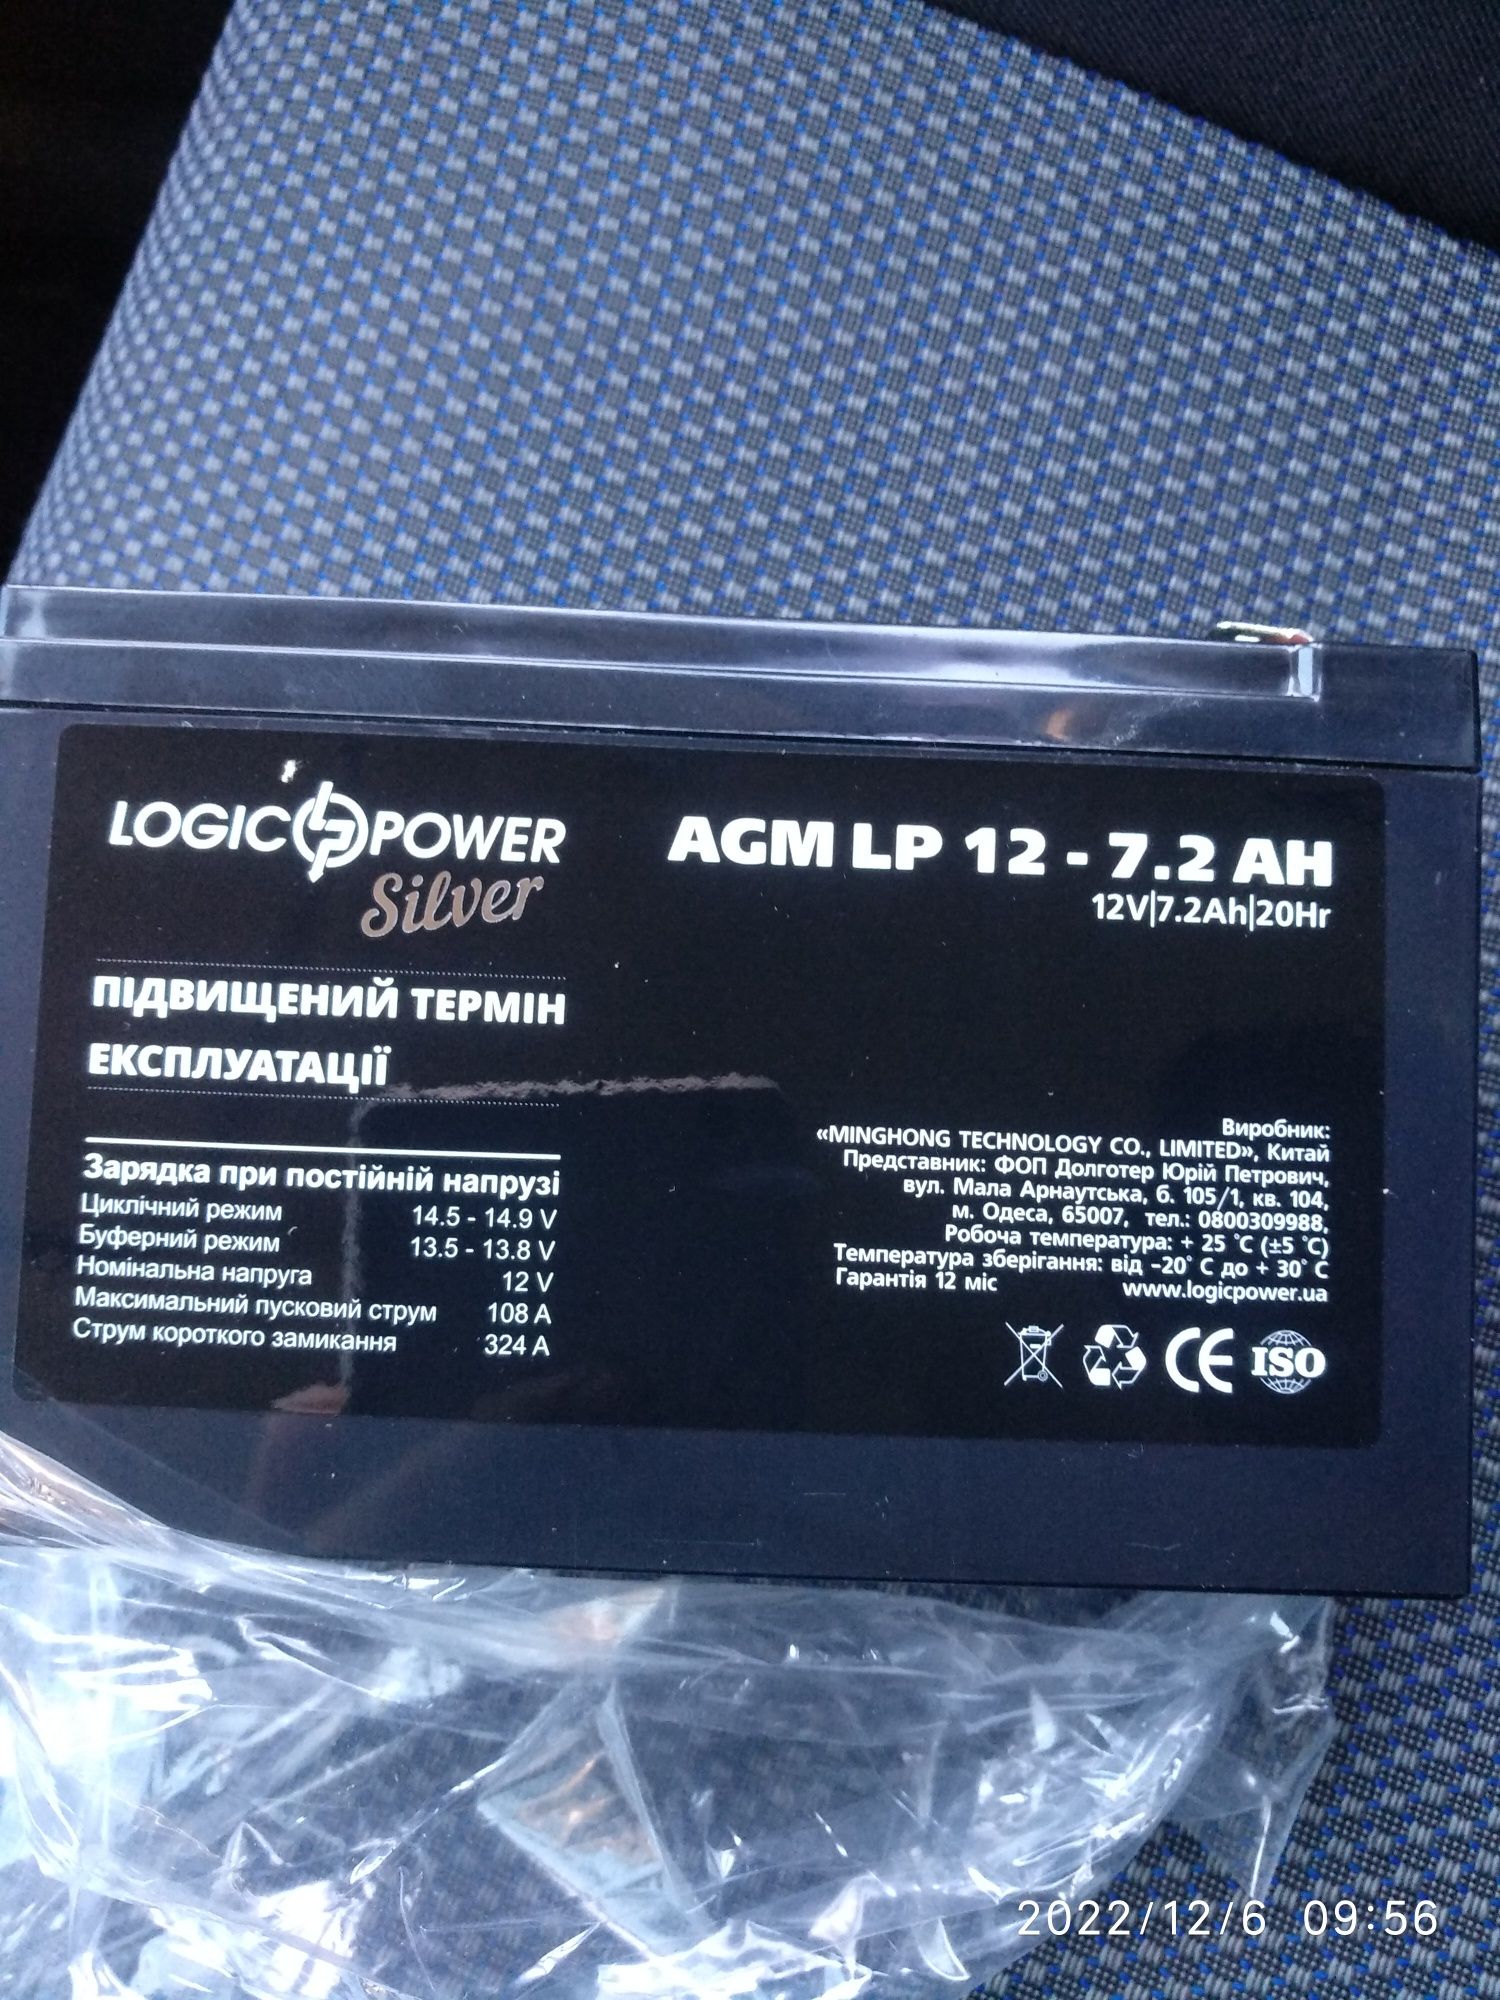 LOGIC POWER
Silver
AGM LP 12 - 7.2 AH
12V|7.2Ah|20Hr
ПІДВИЩЕНИЙ ТЕРМІН
ЕКСПЛУАТАЦІЇ
Зарядка при постійній напрузі
Циклічний режим 14.5 - 14.9 V
Буферний режим 13.5 - 13.8 V
Номінальна напруга 12 V
Максимальний пусковий струм 108 A
Струм короткого замикання 324 A
Виробник:
«MINGHONG TECHNOLOGY CO., LIMITED», Китай
Представник: ФОП Долготер Юрій Петрович,
вул. Мала Арнаутська, б. 105/1, кв. 104,
м. Одеса, 65007, тел.: 0800309988,
Робоча температура: + 25 °C (±5 °C)
Температура зберігання: від -20° C до + 30° C
Гарантія 12 міс www.logicpower.ua
CE ISO
2022/12/6 09:56